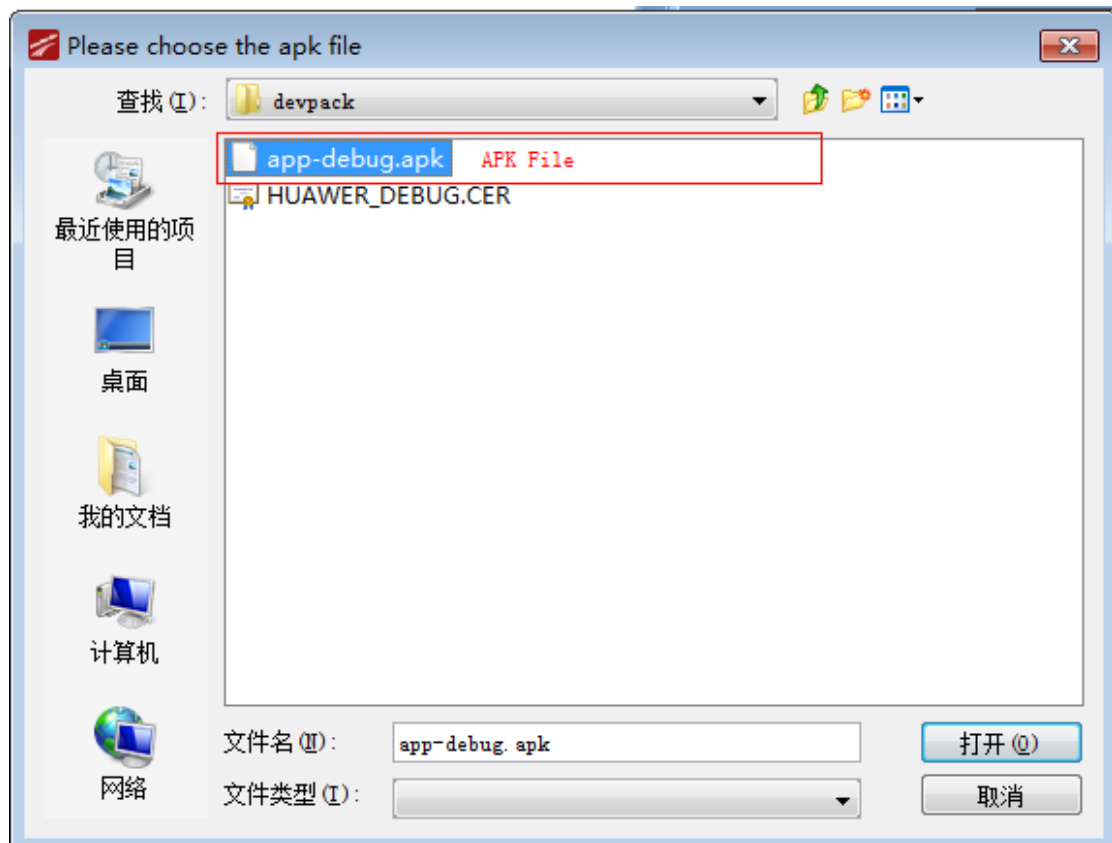 Please choose the apk file
查找(I):
devpack
app-debug.apk
APK File
HUAWER_DEBUG.CER
最近使用的项
目
桌面
我的文档
计算机
网络
文件名(N):
app-debug.apk
打开(O)
文件类型(T):
取消